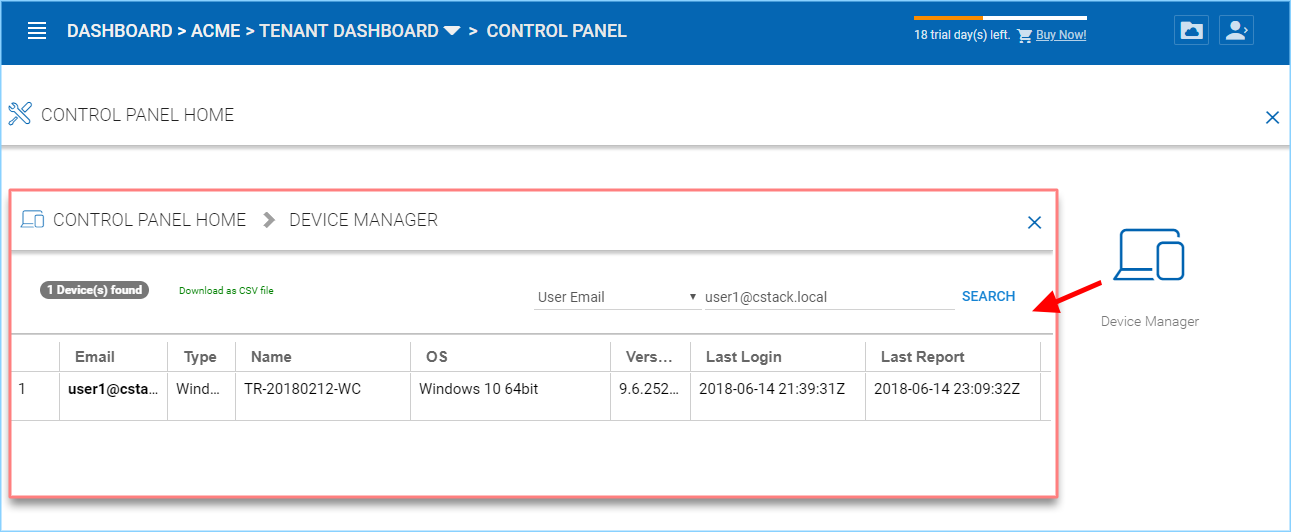 DASHBOARD > ACME > TENANT DASHBOARD > CONTROL PANEL
18 trial day(s) left. Buy Now!
CONTROL PANEL HOME
CONTROL PANEL HOME DEVICE MANAGER
1 Device(s) found Download as CSV file User Email user1@cstack.local SEARCH
Device Manager
Email Type Name OS Vers... Last Login Last Report
1 user1@csta... Wind... TR-20180212-WC Windows 10 64bit 9.6.252... 2018-06-14 21:39:31Z 2018-06-14 23:09:32Z